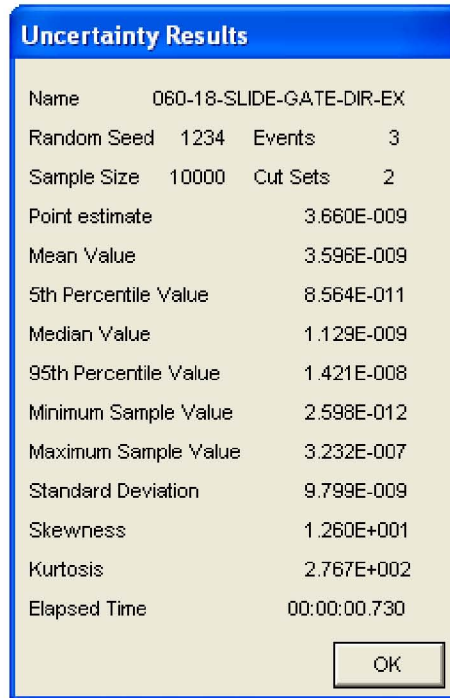 Uncertainty Results
Name 060-18-SLIDE-GATE-DIR-EX
Random Seed 1234 Events 3
Sample Size 10000 Cut Sets 2
Point estimate 3.660E-009
Mean Value 3.596E-009
5th Percentile Value 8.564E-011
Median Value 1.129E-009
95th Percentile Value 1.421E-008
Minimum Sample Value 2.598E-012
Maximum Sample Value 3.232E-007
Standard Deviation 9.799E-009
Skewness 1.260E+001
Kurtosis 2.767E+002
Elapsed Time 00:00:00.730
OK